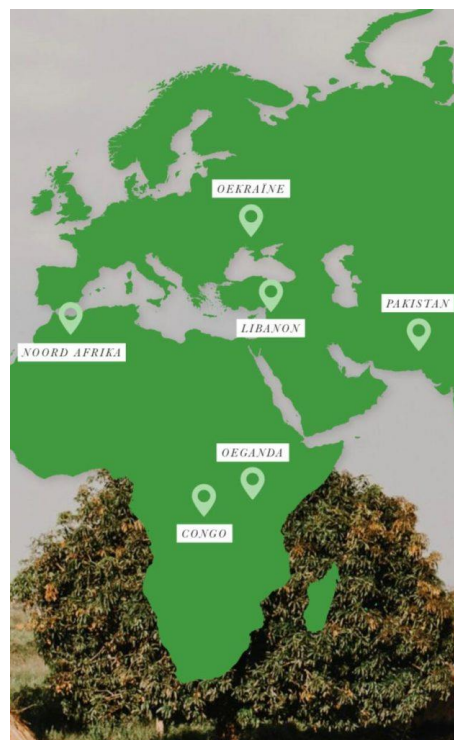 OEKRAÏNE
PAKISTAN
LIBANON
NOORD AFRIKA
OEGANDA
CONGO